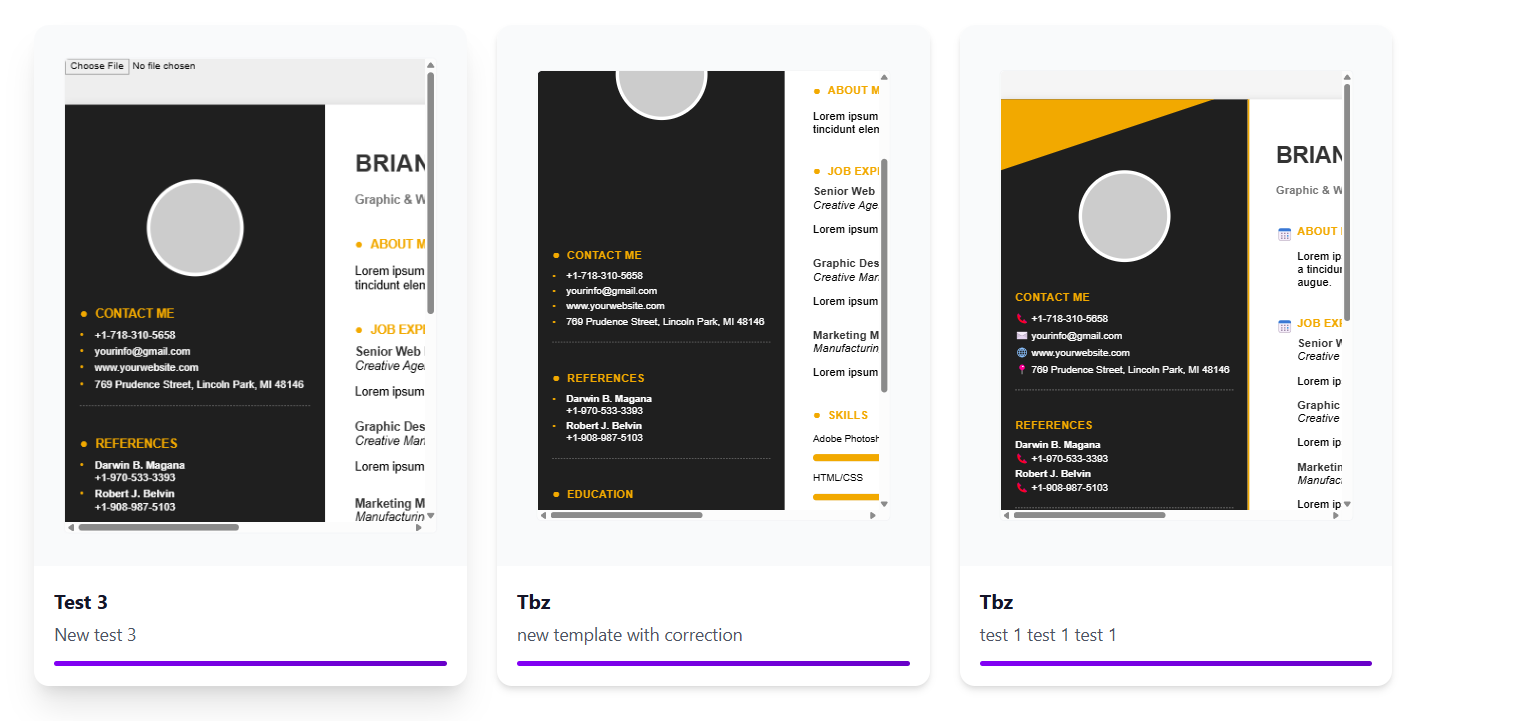 Choose File No file chosen
BRIAN
Graphic & W
ABOUT M
Lorem ipsum
tincidunt elen
CONTACT ME
+1-718-310-5658
yourinfo@gmail.com
www.yourwebsite.com
769 Prudence Street, Lincoln Park, MI 48146
JOB EXPE
Senior Web
Creative Age
Lorem ipsum
Graphic Des
Creative Mar
Lorem ipsum
REFERENCES
Darwin B. Magana
+1-970-533-3393
Robert J. Belvin
+1-908-987-5103
Marketing M
Manufacturin
Test 3
New test 3
ABOUT M
Lorem ipsum
tincidunt elen
JOB EXPE
Senior Web
Creative Age
Lorem ipsum
Graphic Des
Creative Mar
Lorem ipsum
Marketing M
Manufacturin
Lorem ipsum
CONTACT ME
+1-718-310-5658
yourinfo@gmail.com
www.yourwebsite.com
769 Prudence Street, Lincoln Park, MI 48146
REFERENCES
Darwin B. Magana
+1-970-533-3393
Robert J. Belvin
+1-908-987-5103
EDUCATION
SKILLS
Adobe Photosh
HTML/CSS
Tbz
new template with correction
BRIAN
Graphic & W
ABOUT
Lorem ip
a tincidun
augue.
CONTACT ME
+1-718-310-5658
yourinfo@gmail.com
www.yourwebsite.com
769 Prudence Street, Lincoln Park, MI 48146
REFERENCES
Darwin B. Magana
+1-970-533-3393
Robert J. Belvin
+1-908-987-5103
JOB EXP
Senior W
Creative
Lorem ip
Graphic
Creative
Lorem ip
Marketin
Manufac
Lorem ip
Tbz
test 1 test 1 test 1